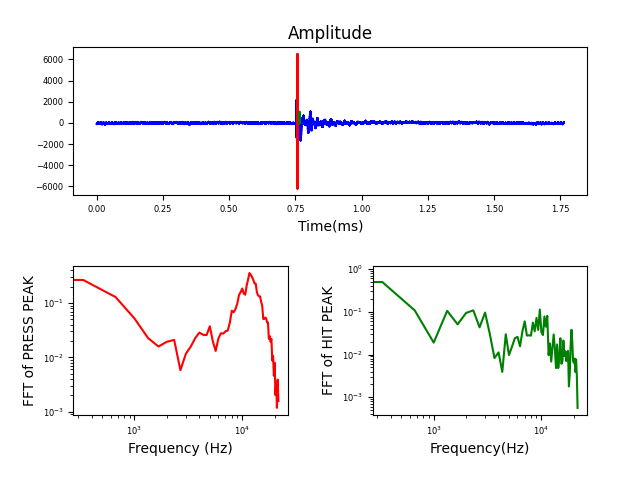 Amplitude
6000
4000
2000
0
−2000
−4000
−6000
0.00 0.25 0.50 0.75 1.00 1.25 1.50 1.75
Time(ms)
FFT of PRESS PEAK
10⁻¹
10⁻²
10⁻³
10³ 10⁴
Frequency (Hz)
FFT of HIT PEAK
10⁰
10⁻¹
10⁻²
10⁻³
10³ 10⁴
Frequency(Hz)